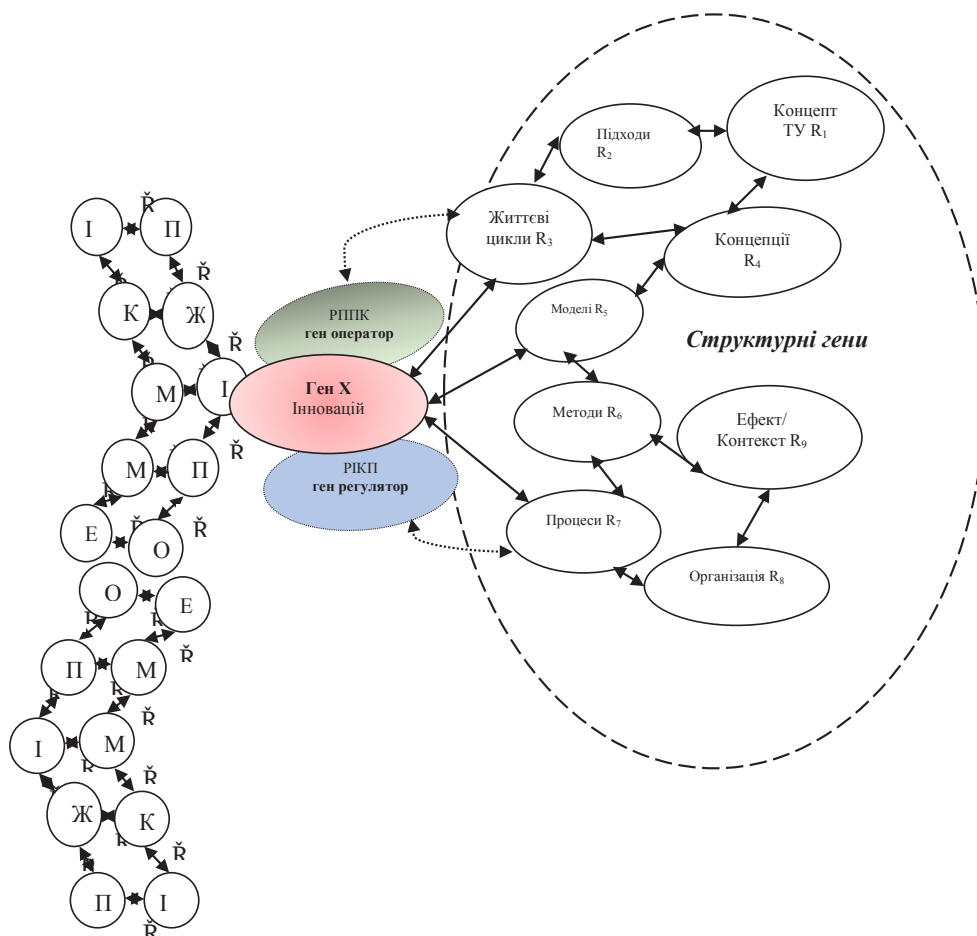 Концепт
ТУ R₁
Підходи
R₂
Життєві
цикли R₃
Концепції
R₄
Моделі R₅
Структурні гени
Методи R₆
Ефект/
Контекст R₉
Процеси R₇
Організація R₈
РППК
ген оператор
Ген X
Інновацій
РІКП
ген регулятор
І Ř П
Ř
К Ж
Ř
М І
М П Ř
Е О Ř
О Е
П М Ř
Ř
І М
Ř
Ж К
Ř
П І
Ř